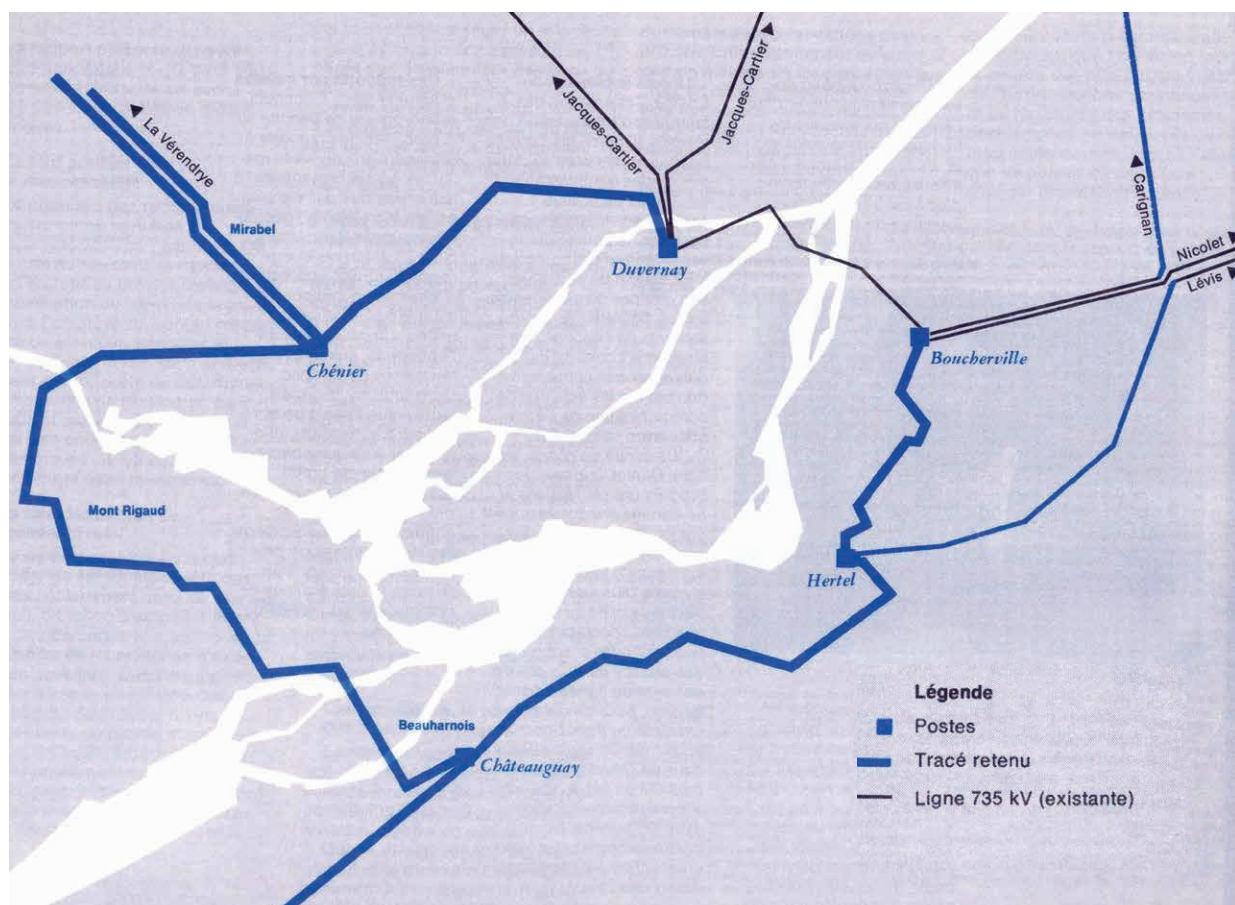 Jacques-Cartier
Jacques-Cartier
La Vérendrye
Carignan
Mirabel
Nicolet
Lévis
Duvernay
Boucherville
Chénier
Mont Rigaud
Hertel
Beauharnois
Châteauguay
Légende
Postes
Tracé retenu
Ligne 735 kV (existante)